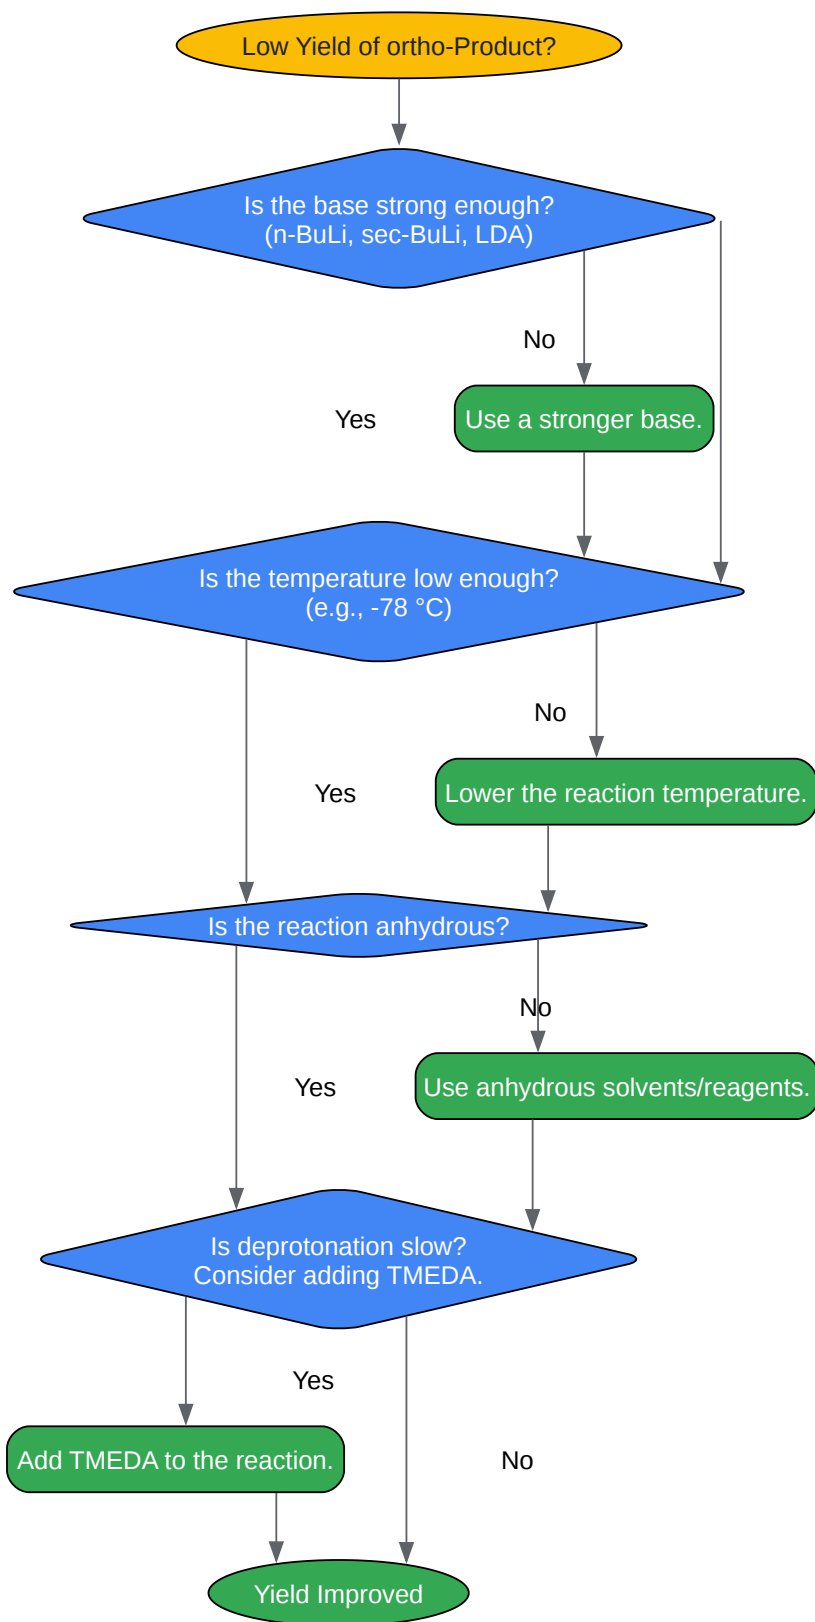 Low Yield of ortho-Product?
Is the base strong enough?
(n-BuLi, sec-BuLi, LDA)
No
Yes
Use a stronger base.
Is the temperature low enough?
(e.g., -78 °C)
No
Yes
Lower the reaction temperature.
Is the reaction anhydrous?
No
Yes
Use anhydrous solvents/reagents.
Is deprotonation slow?
Consider adding TMEDA.
Yes
Add TMEDA to the reaction.
No
Yield Improved